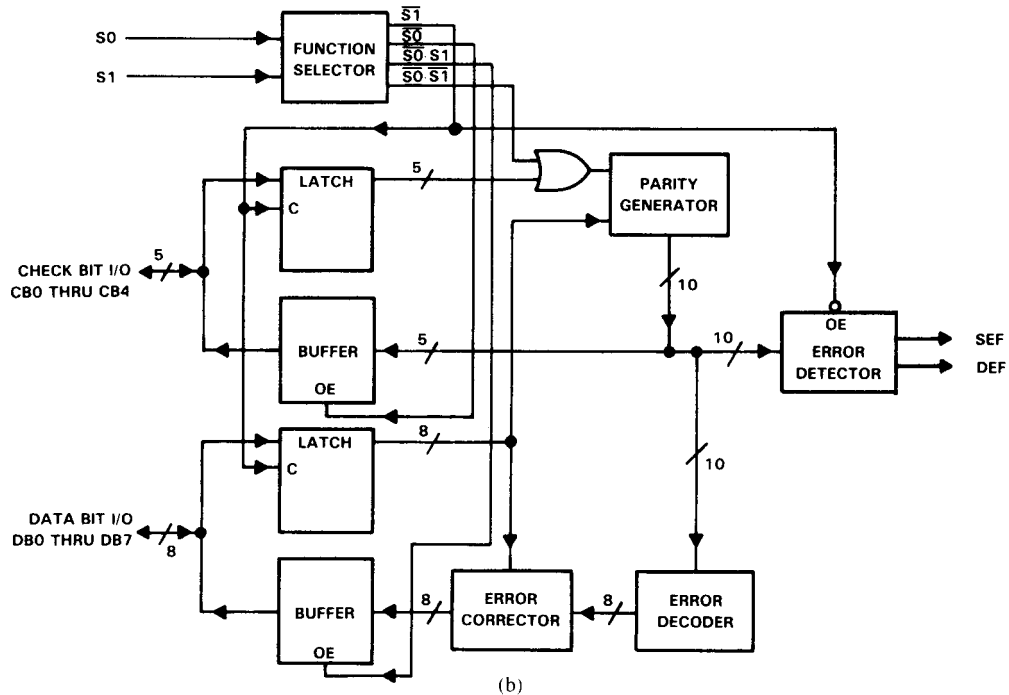 S0
S1
FUNCTION
SELECTOR
S̅1̅
S̅0̅
S̅0̅·S1
S̅0̅·S̅1̅
LATCH
C
5
PARITY
GENERATOR
10
5
CHECK BIT I/O
CB0 THRU CB4
BUFFER
OE
5
10
OE
ERROR
DETECTOR
SEF
DEF
LATCH
C
8
10
DATA BIT I/O
DB0 THRU DB7
8
BUFFER
OE
8
ERROR
CORRECTOR
8
ERROR
DECODER
(b)